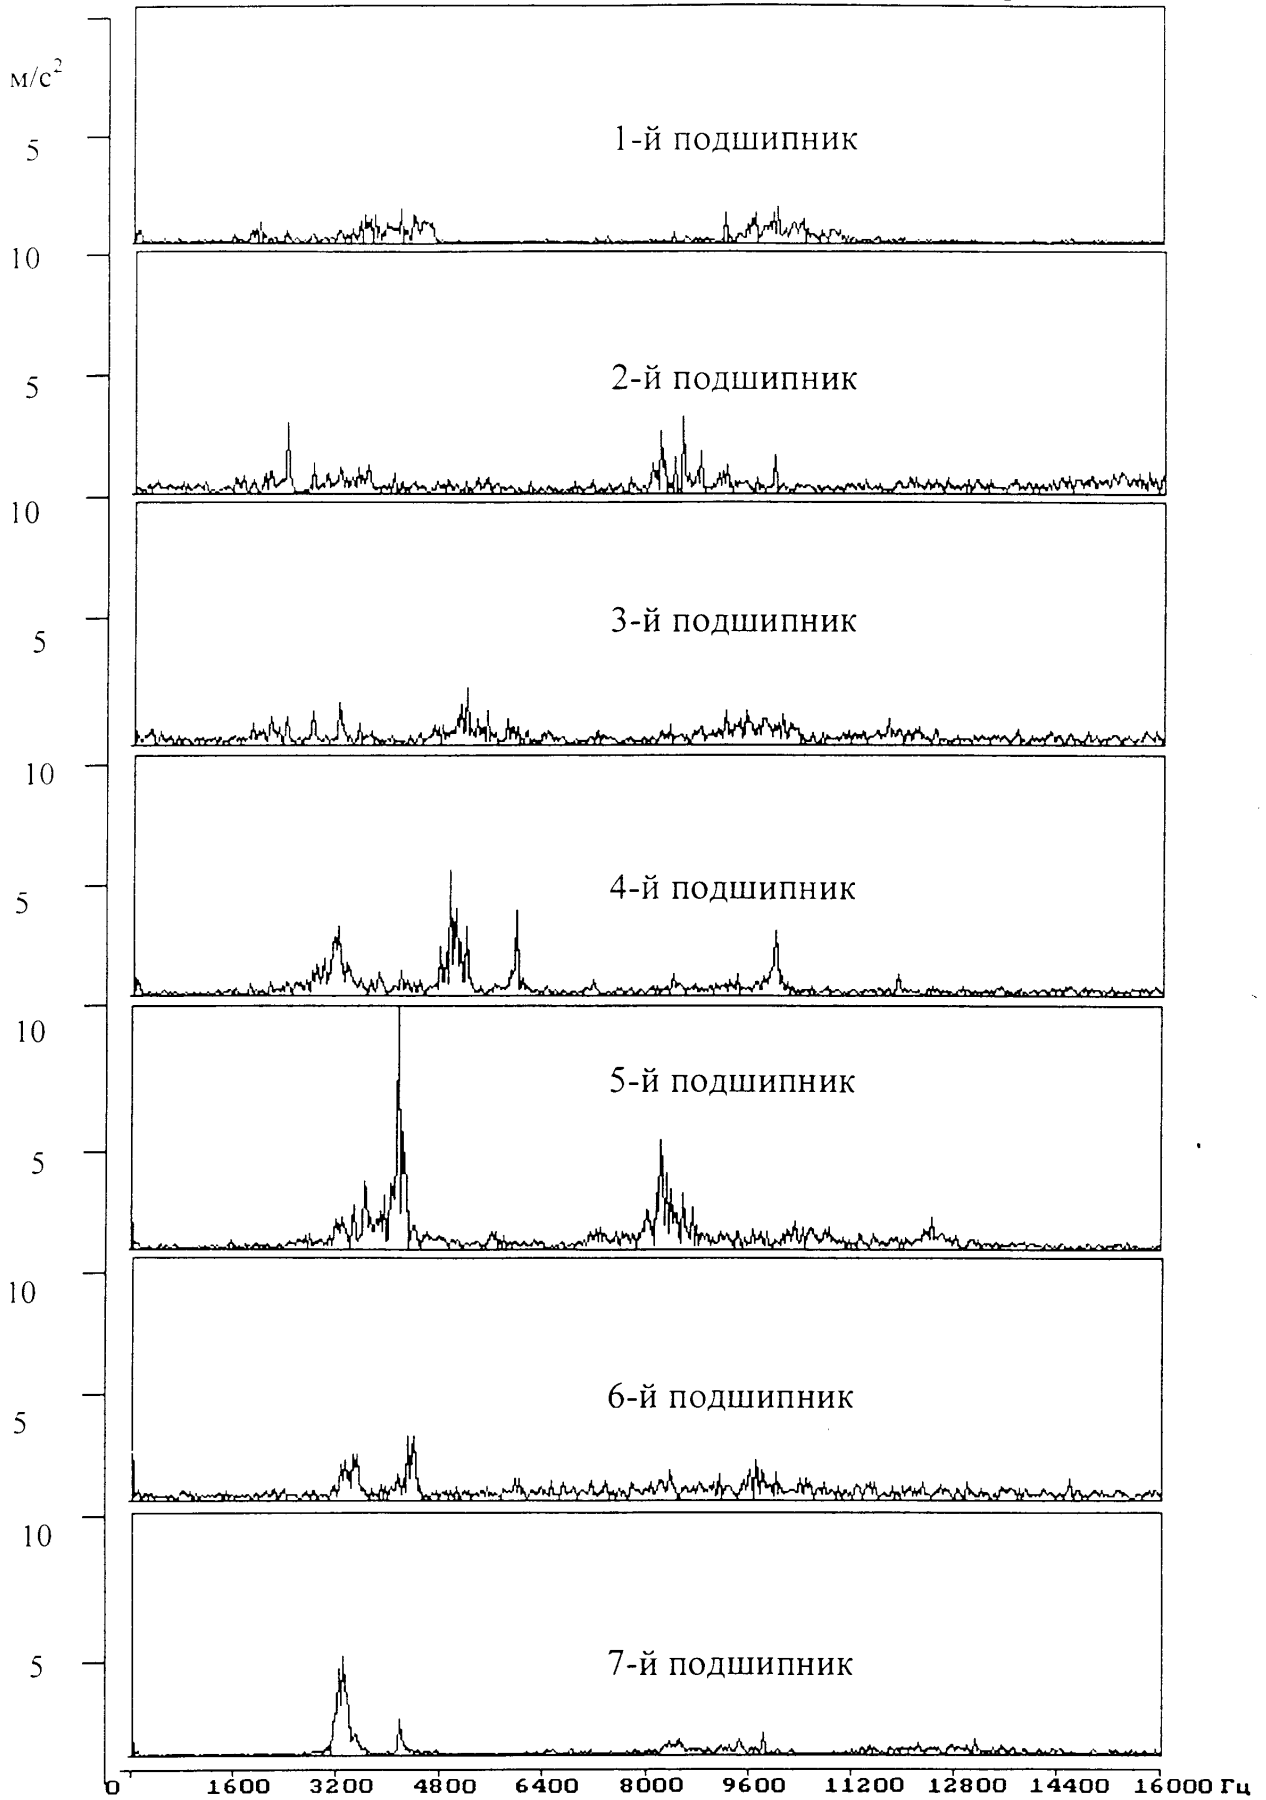 м/с²
1-й подшипник
5
10
2-й подшипник
5
10
3-й подшипник
5
10
4-й подшипник
5
10
5-й подшипник
5
10
6-й подшипник
5
10
7-й подшипник
5
0 1600 3200 4800 6400 8000 9600 11200 12800 14400 16000 Гц